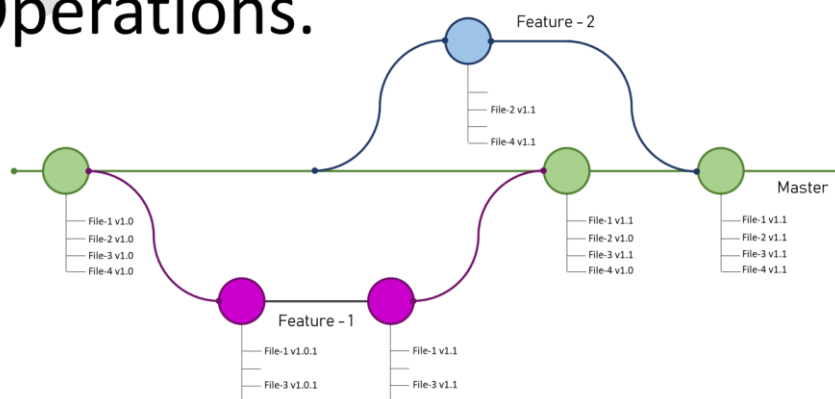 Operations.
Feature - 2
File-2 v1.1
File-4 v1.1
Master
File-1 v1.0
File-2 v1.0
File-3 v1.0
File-4 v1.0
File-1 v1.1
File-2 v1.0
File-3 v1.1
File-4 v1.0
File-1 v1.1
File-2 v1.1
File-3 v1.1
File-4 v1.1
Feature - 1
File-1 v1.0.1
File-3 v1.0.1
File-1 v1.1
File-3 v1.1